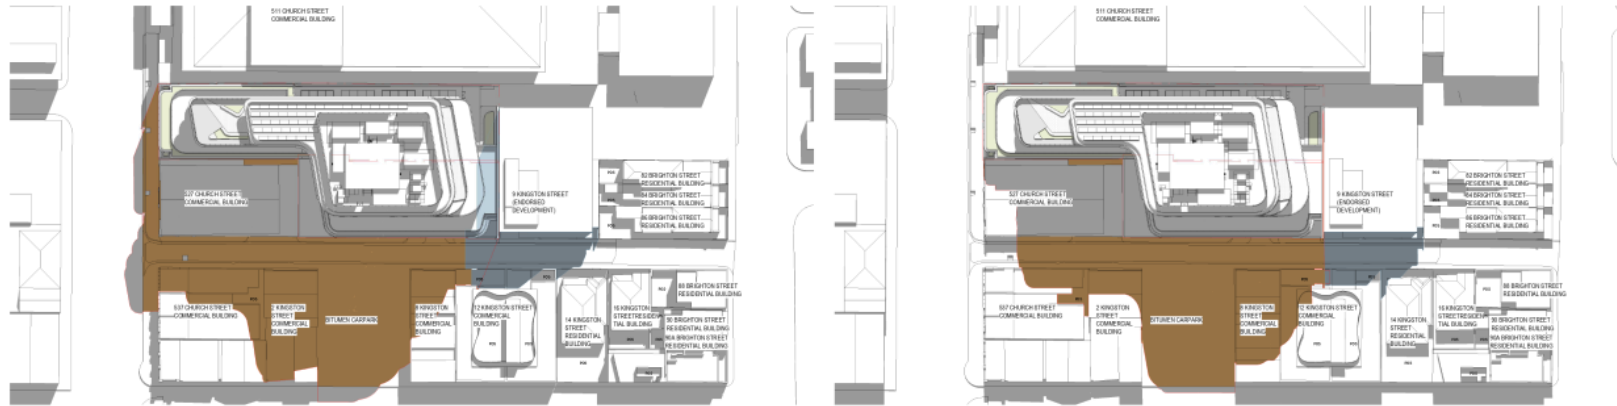 511 CHURCH STREET
COMMERCIAL BUILDING
527 CHURCH STREET
COMMERCIAL BUILDING
9 KINGSTON STREET
(ENDORSED
DEVELOPMENT)
82 BRIGHTON STREET
RESIDENTIAL BUILDING
84 BRIGHTON STREET
RESIDENTIAL BUILDING
86 BRIGHTON STREET
RESIDENTIAL BUILDING
537 CHURCH STREET
COMMERCIAL BUILDING
2 KINGSTON
STREET
COMMERCIAL
BUILDING
BITUMEN CARPARK
8 KINGSTON
STREET
COMMERCIAL
BUILDING
12 KINGSTON STREET
COMMERCIAL
BUILDING
14 KINGSTON
STREET
RESIDENTIAL
BUILDING
16 KINGSTON
STREETRESIDEN
TIAL BUILDING
88 BRIGHTON STREET
RESIDENTIAL BUILDING
90 BRIGHTON STREET
RESIDENTIAL BUILDING
90A BRIGHTON STREET
RESIDENTIAL BUILDING
511 CHURCH STREET
COMMERCIAL BUILDING
527 CHURCH STREET
COMMERCIAL BUILDING
9 KINGSTON STREET
(ENDORSED
DEVELOPMENT)
82 BRIGHTON STREET
RESIDENTIAL BUILDING
84 BRIGHTON STREET
RESIDENTIAL BUILDING
86 BRIGHTON STREET
RESIDENTIAL BUILDING
537 CHURCH STREET
COMMERCIAL BUILDING
2 KINGSTON
STREET
COMMERCIAL
BUILDING
BITUMEN CARPARK
8 KINGSTON
STREET
COMMERCIAL
BUILDING
12 KINGSTON STREET
COMMERCIAL
BUILDING
14 KINGSTON
STREET
RESIDENTIAL
BUILDING
16 KINGSTON
STREETRESIDEN
TIAL BUILDING
88 BRIGHTON STREET
RESIDENTIAL BUILDING
90 BRIGHTON STREET
RESIDENTIAL BUILDING
90A BRIGHTON STREET
RESIDENTIAL BUILDING